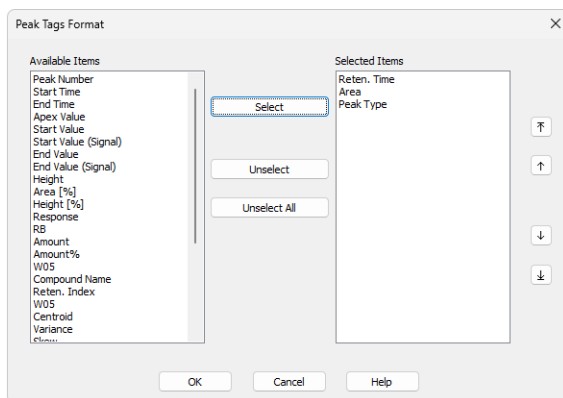 Peak Tags Format
Available Items
Peak Number
Start Time
End Time
Apex Value
Start Value
Start Value (Signal)
End Value
End Value (Signal)
Height
Area [%]
Height [%]
Response
RB
Amount
Amount%
W05
Compound Name
Reten. Index
W05
Centroid
Variance
Skew
Select
Unselect
Unselect All
Selected Items
Reten. Time
Area
Peak Type
OK Cancel Help